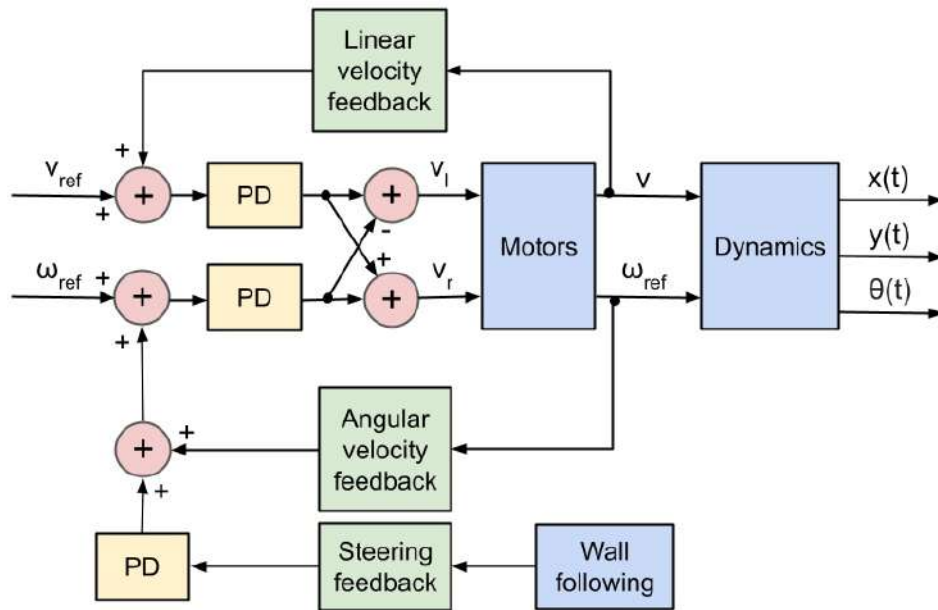 Linear
velocity
feedback
+
v_ref
+
+
PD
+
-
v_l
Motors
v
Dynamics
x(t)
y(t)
θ(t)
ω_ref
+
+
+
PD
+
+
v_r
ω_ref
+
+
+
Angular
velocity
feedback
PD
Steering
feedback
Wall
following